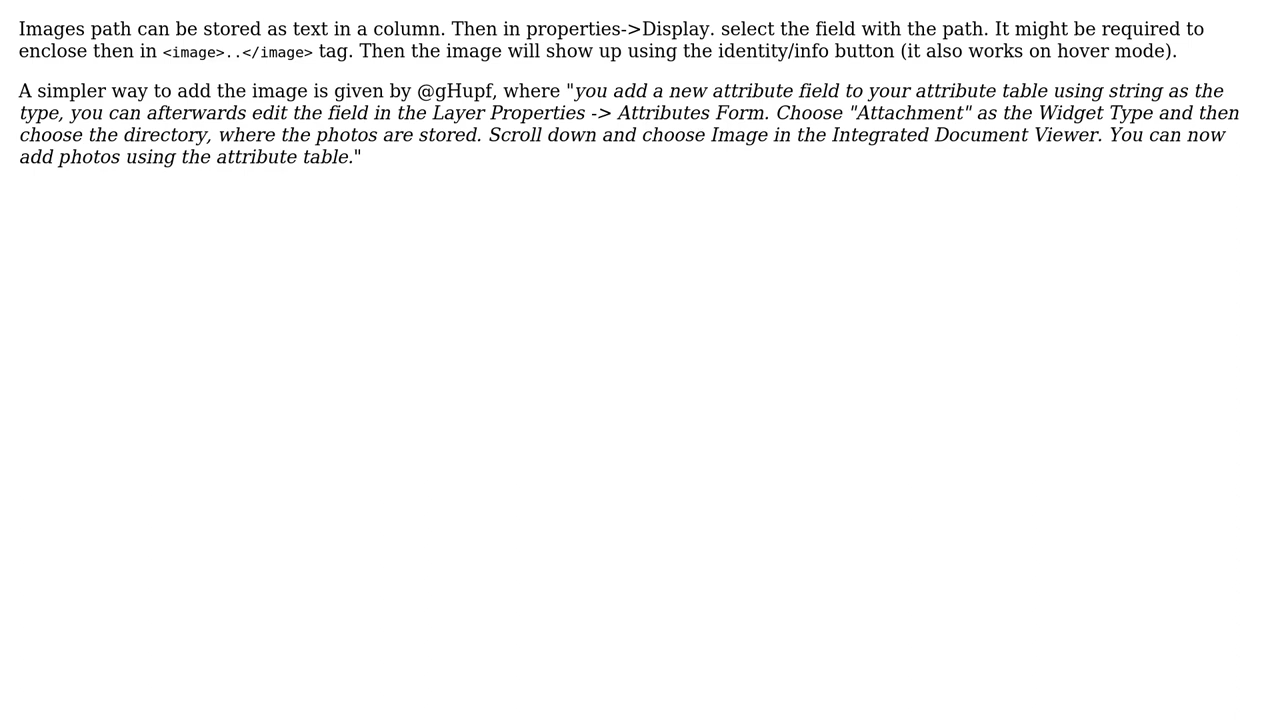 Images path can be stored as text in a column. Then in properties->Display. select the field with the path. It might be required to
enclose then in <image>..</image> tag. Then the image will show up using the identity/info button (it also works on hover mode).
A simpler way to add the image is given by @gHupf, where "you add a new attribute field to your attribute table using string as the
type, you can afterwards edit the field in the Layer Properties -> Attributes Form. Choose "Attachment" as the Widget Type and then
choose the directory, where the photos are stored. Scroll down and choose Image in the Integrated Document Viewer. You can now
add photos using the attribute table."